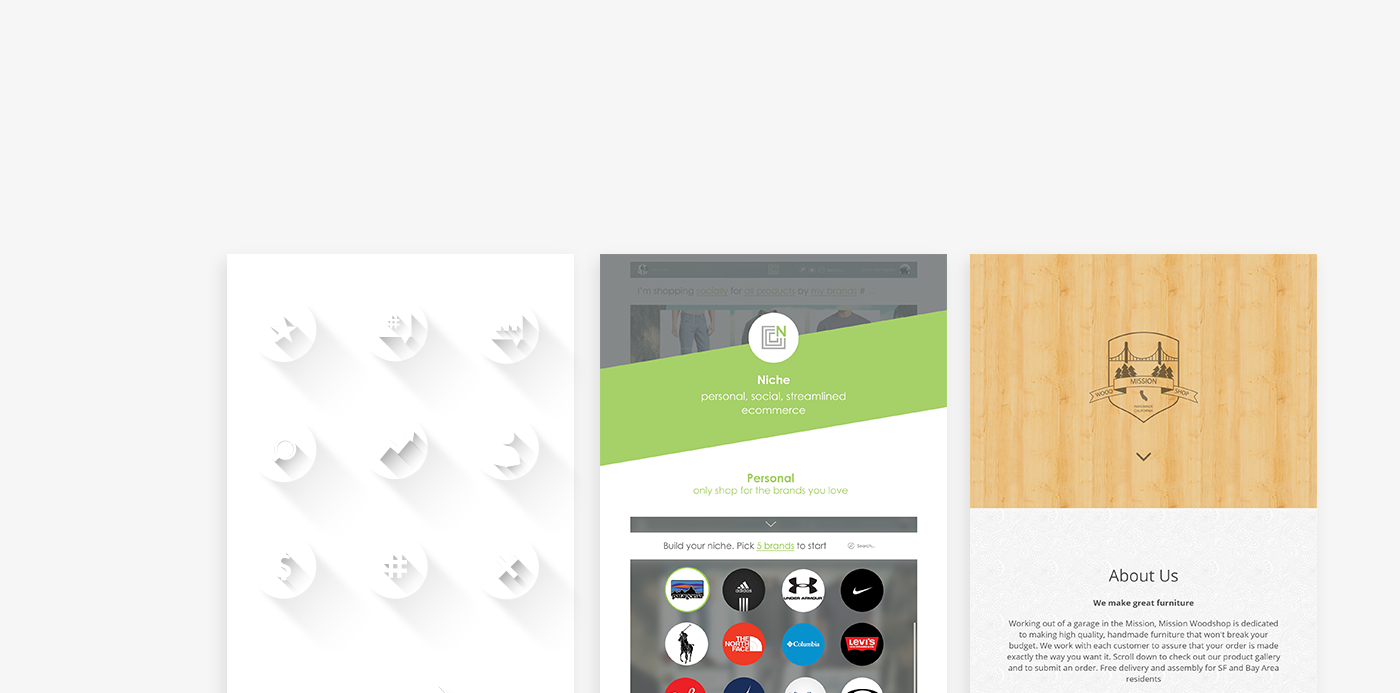 I'm shopping socially for all products by my brands #
N
Niche
personal, social, streamlined
ecommerce
Personal
only shop for the brands you love
Build your niche. Pick 5 brands to start
Search...
patagonia
adidas
UNDER ARMOUR
THE
NORTH
FACE
Columbia
LEVI'S
MISSION
WOOD SHOP
HANDMADE
CALIFORNIA
About Us
We make great furniture
Working out of a garage in the Mission, Mission Woodshop is dedicated
to making high quality, handmade furniture that won't break your
budget. We work with each customer to assure that your order is made
exactly the way you want it. Scroll down to check out our product gallery
and to submit an order. Free delivery and assembly for SF and Bay Area
residents